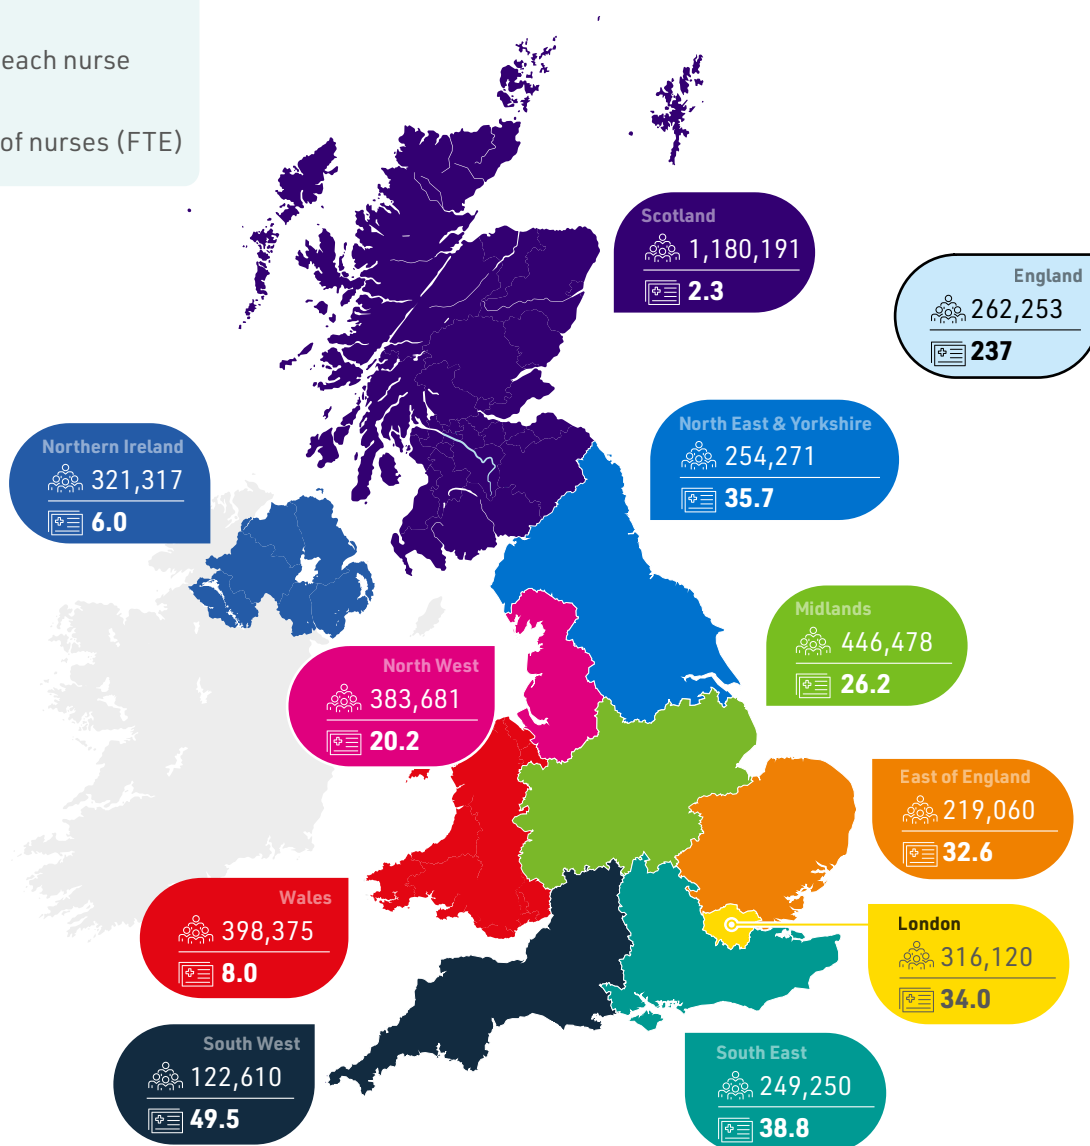 each nurse
of nurses (FTE)
Scotland
1,180,191
2.3
England
262,253
237
North East & Yorkshire
254,271
35.7
Northern Ireland
321,317
6.0
Midlands
446,478
26.2
North West
383,681
20.2
East of England
219,060
32.6
Wales
398,375
8.0
London
316,120
34.0
South West
122,610
49.5
South East
249,250
38.8